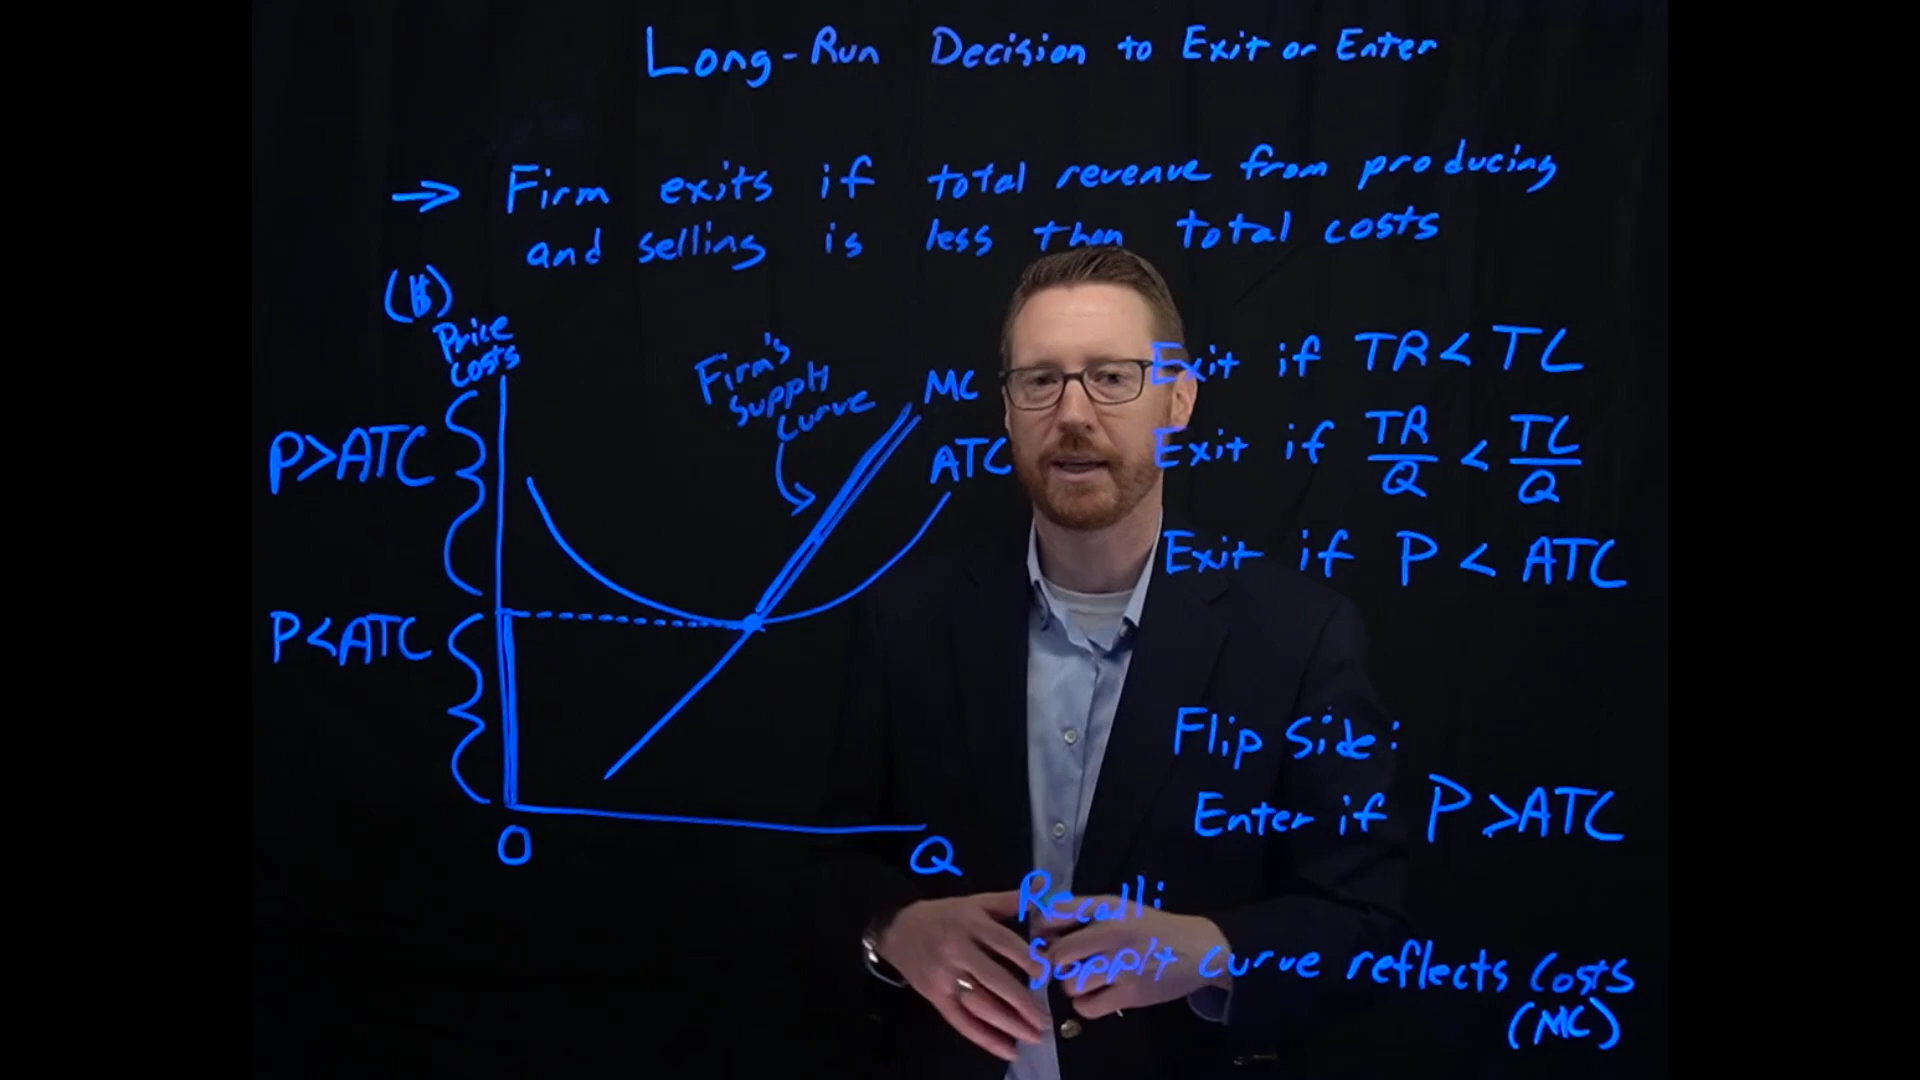 Long-Run Decision to Exit or Enter
→ Firm exits if total revenue from producing
and selling is less than total costs
($)
Price
Costs
Firm's
Supply
Curve
MC
ATC
P>ATC
P<ATC
O
Q
Exit if TR < TC
Exit if TR/Q < TC/Q
Exit if P < ATC
Flip Side:
Enter if P >ATC
Recall:
Supply curve reflects Costs
(MC)